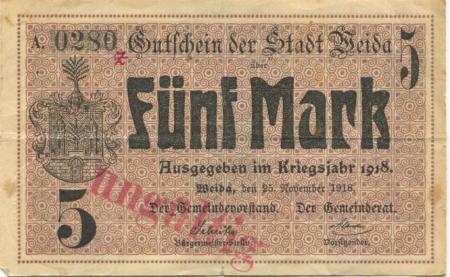 A. 0280 Gutschein der Stadt Weida 5
z
über
Fünf Mark
Ausgegeben im Kriegsjahr 1918.
Weida, den 25. November 1918.
Der Gemeindevorstand. Der Gemeinderat.
Bürgermeister-Stellv. Vorsitzender.
5
ungültig